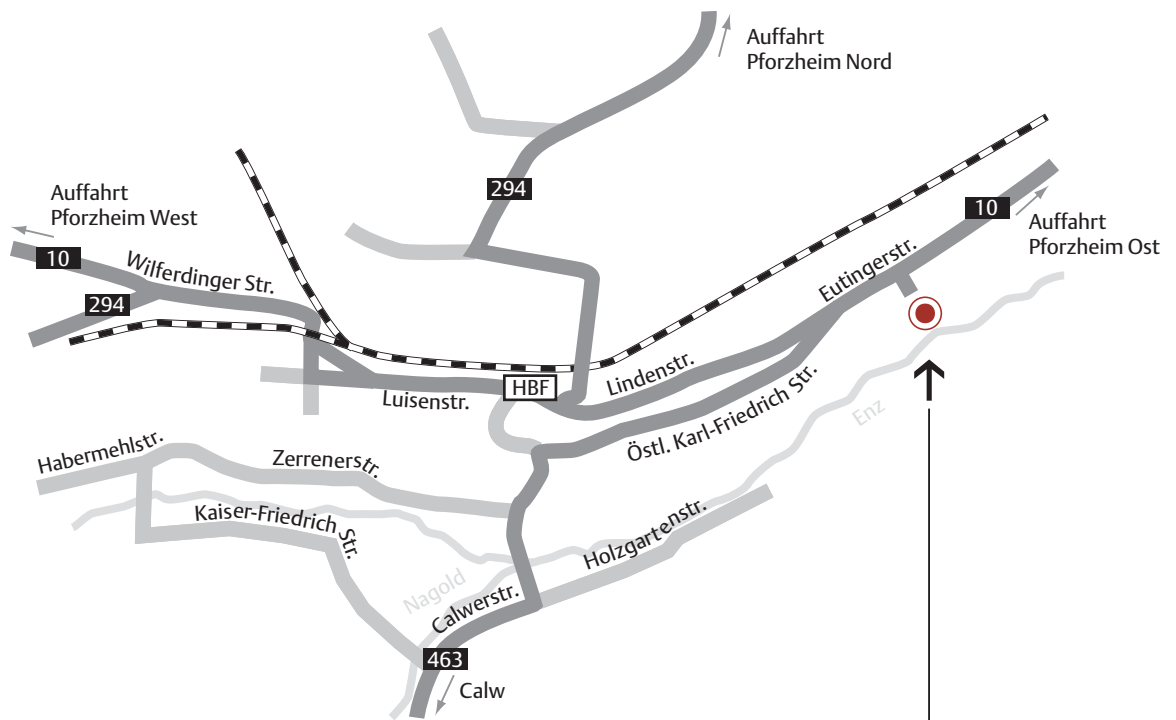 Auffahrt
Pforzheim Nord
294
Auffahrt
Pforzheim West
10
Auffahrt
Pforzheim Ost
10
Wilferdinger Str.
Eutingerstr.
294
Lindenstr.
HBF
Luisenstr.
Östl. Karl-Friedrich Str.
Enz
Habermehlstr.
Zerrenerstr.
Kaiser-Friedrich Str.
Holzgartenstr.
Nagold
Calwerstr.
463
Calw